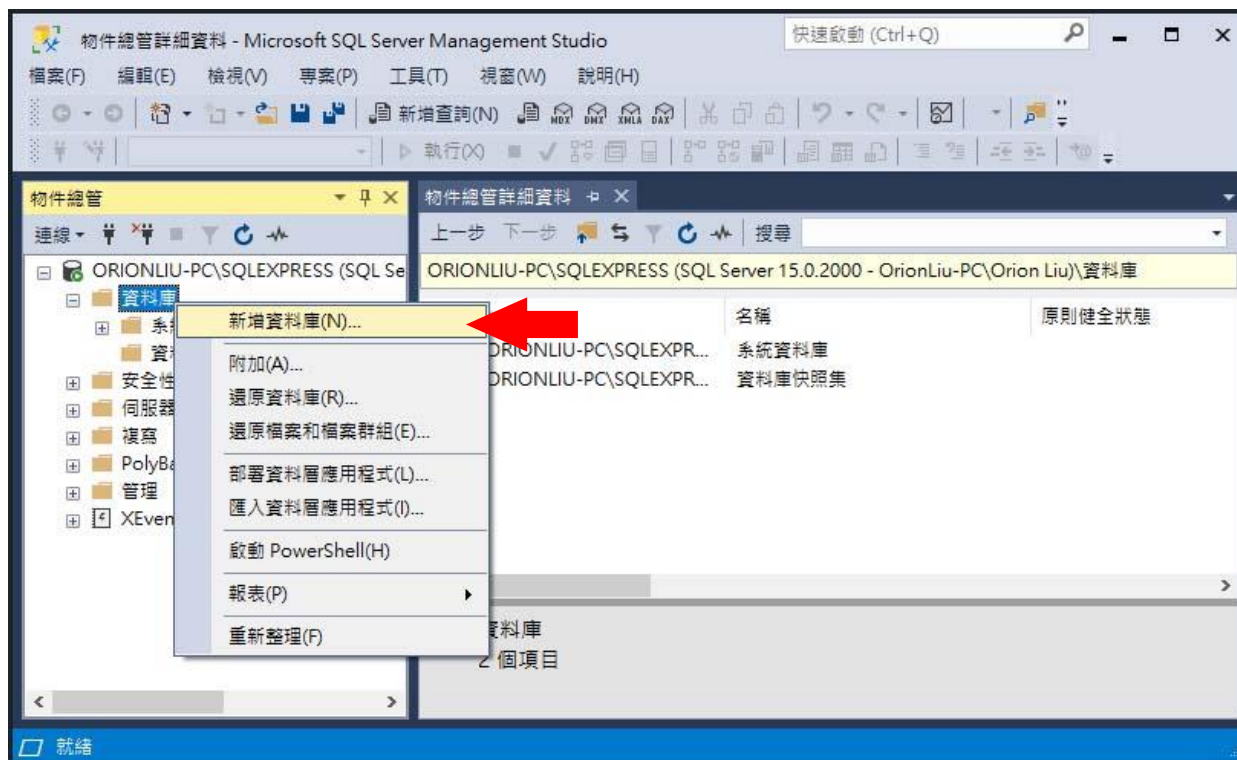 物件總管詳細資料 - Microsoft SQL Server Management Studio
快速啟動 (Ctrl+Q)
檔案(F) 編輯(E) 檢視(V) 專案(P) 工具(T) 視窗(W) 說明(H)
新增查詢(N) MDX DMX XMLA DAX
執行(X)
物件總管
物件總管詳細資料
連線
上一步 下一步 搜尋
ORIONLIU-PC\SQLEXPRESS (SQL Se
ORIONLIU-PC\SQLEXPRESS (SQL Server 15.0.2000 - OrionLiu-PC\Orion Liu)\資料庫
資料庫
名稱 原則健全狀態
系
資
安全性
伺服器
複寫
PolyBa
管理
XEven
新增資料庫(N)...
附加(A)...
還原資料庫(R)...
還原檔案和檔案群組(E)...
部署資料層應用程式(L)...
匯入資料層應用程式(I)...
啟動 PowerShell(H)
報表(P)
重新整理(F)
ORIONLIU-PC\SQLEXPR... 系統資料庫
ORIONLIU-PC\SQLEXPR... 資料庫快照集
資料庫
2 個項目
就緒